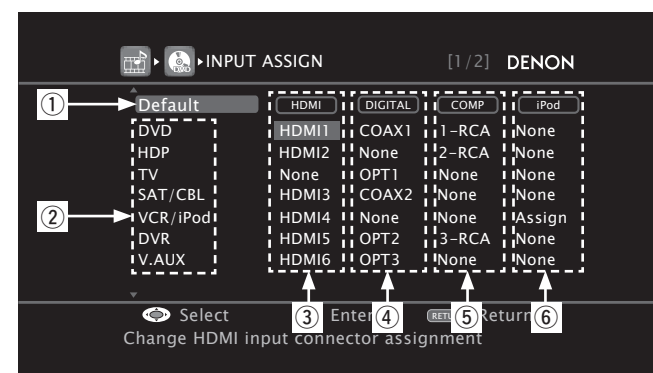 INPUT ASSIGN [1/2] DENON
① Default HDMI DIGITAL COMP iPod
DVD HDMI1 COAX1 1-RCA None
HDP HDMI2 None 2-RCA None
TV None OPT1 None None
SAT/CBL HDMI3 COAX2 None None
② VCR/iPod HDMI4 None None Assign
DVR HDMI5 OPT2 3-RCA None
V.AUX HDMI6 OPT3 None None
Select ③ Enter ④ ⑤ Return ⑥
Change HDMI input connector assignment